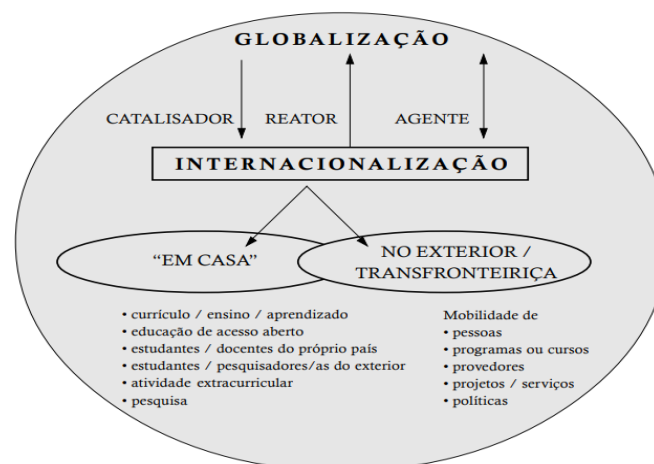 GLOBALIZAÇÃO
CATALISADOR REATOR AGENTE
INTERNACIONALIZAÇÃO
“EM CASA”
NO EXTERIOR /
TRANSFRONTEIRIÇA
• currículo / ensino / aprendizado
• educação de acesso aberto
• estudantes / docentes do próprio país
• estudantes / pesquisadores/as do exterior
• atividade extracurricular
• pesquisa
Mobilidade de
• pessoas
• programas ou cursos
• provedores
• projetos / serviços
• políticas